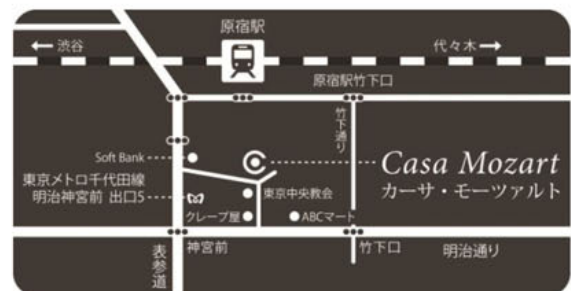 原宿駅
← 渋谷
代々木 →
原宿駅竹下口
竹下通り
Soft Bank
Casa Mozart
カーサ・モーツァルト
東京メトロ千代田線
明治神宮前 出口5
東京中央教会
クレープ屋
ABCマート
表参道
神宮前
竹下口
明治通り